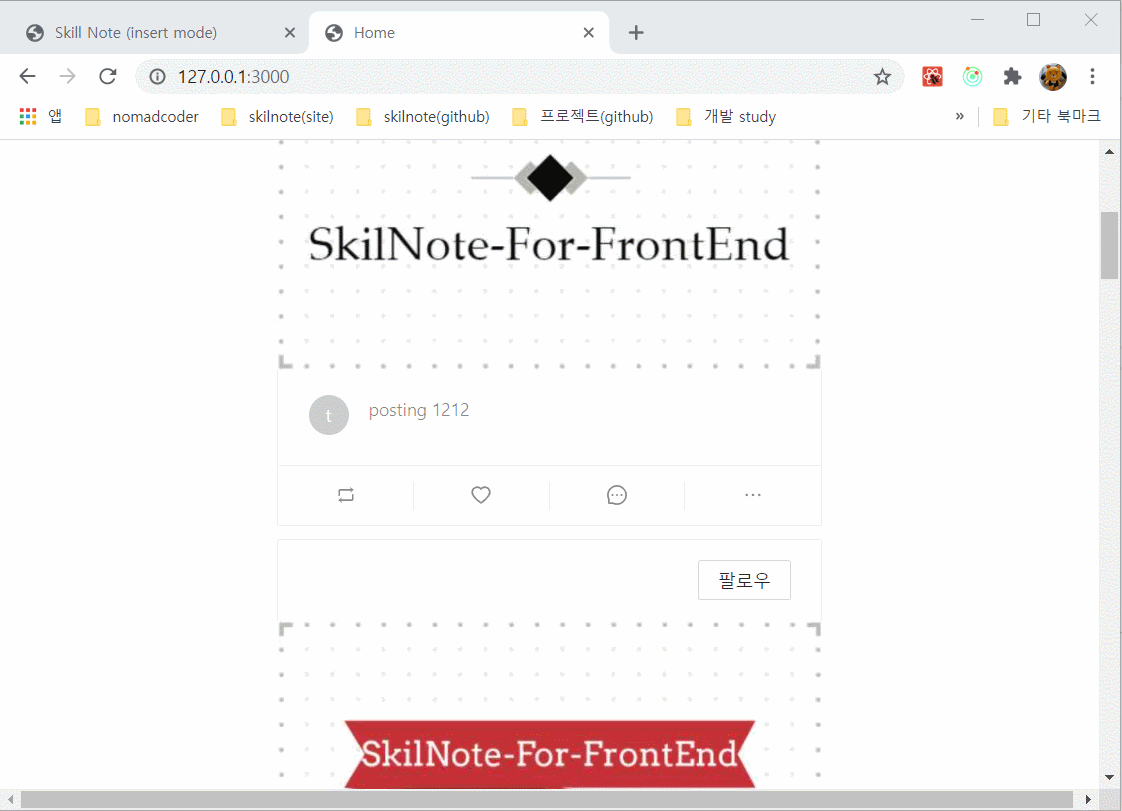 Skill Note (insert mode)
Home
127.0.0.1:3000
앱
nomadcoder
skilnote(site)
skilnote(github)
프로젝트(github)
개발 study
»
기타 북마크
SkilNote-For-FrontEnd
t
posting 1212
팔로우
SkilNote-For-FrontEnd